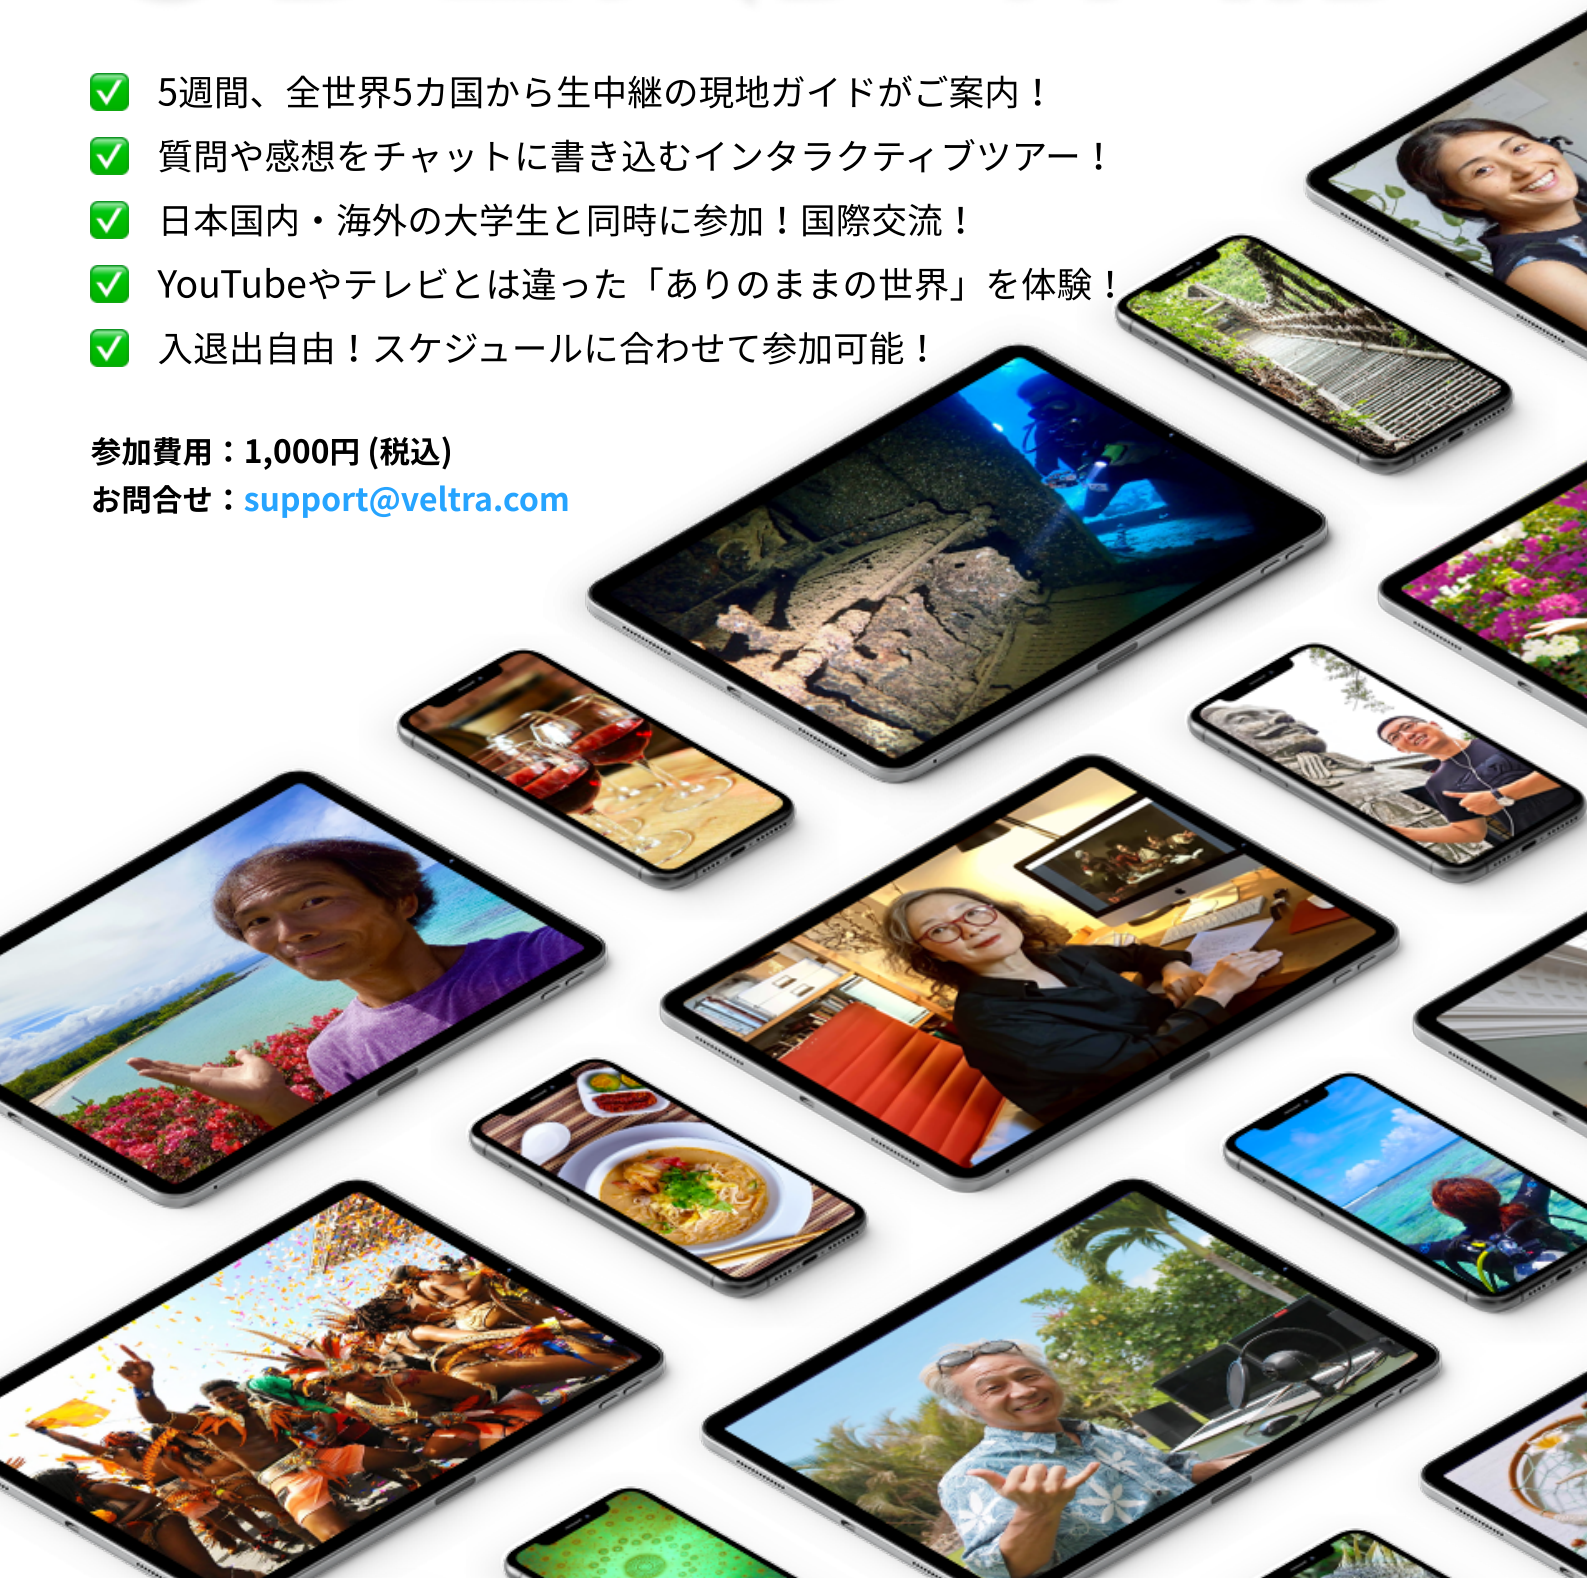 ✅ 5週間、全世界5カ国から生中継の現地ガイドがご案内！
✅ 質問や感想をチャットに書き込むインタラクティブツアー！
✅ 日本国内・海外の大学生と同時に参加！国際交流！
✅ YouTubeやテレビとは違った「ありのままの世界」を体験！
✅ 入退出自由！スケジュールに合わせて参加可能！
参加費用：1,000円 (税込)
お問合せ：support@veltra.com